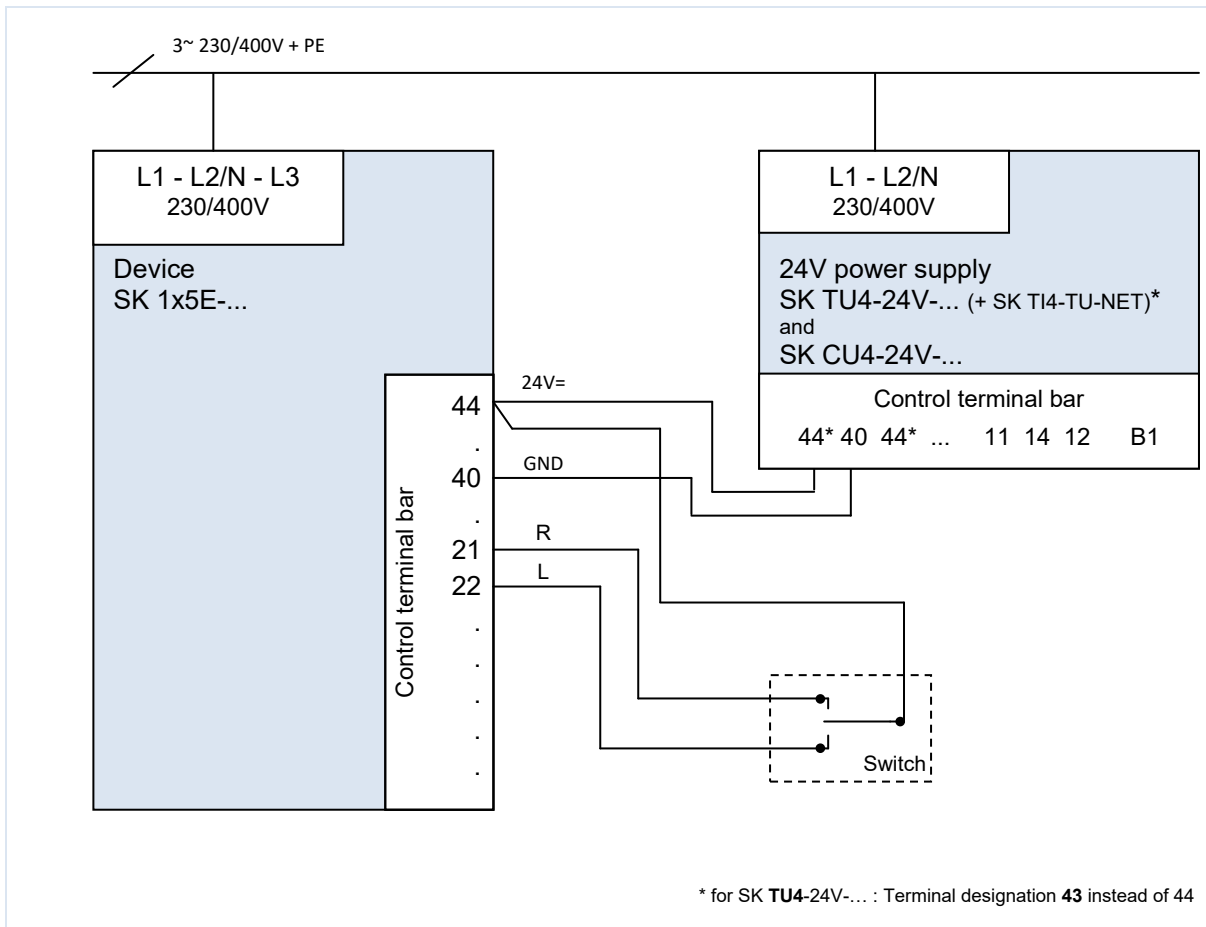 3~ 230/400V + PE
L1 - L2/N - L3
230/400V
Device
SK 1x5E-...
L1 - L2/N
230/400V
24V power supply
SK TU4-24V-... (+ SK TI4-TU-NET)*
and
SK CU4-24V-...
Control terminal bar
44* 40 44* ... 11 14 12 B1
Control terminal bar
44
.
40
.
21
22
.
.
.
.
.
24V=
GND
R
L
Switch
* for SK TU4-24V-... : Terminal designation 43 instead of 44